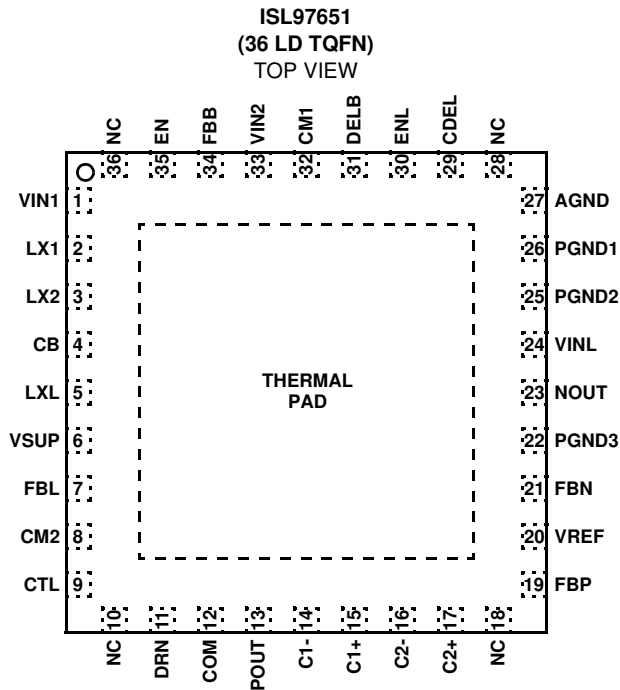 ISL97651
(36 LD TQFN)
TOP VIEW
NC EN FBB VIN2 CM1 DELB ENL CDEL NC
36 35 34 33 32 31 30 29 28
VIN1 1 27 AGND
LX1 2 26 PGND1
LX2 3 25 PGND2
CB 4 24 VINL
THERMAL
PAD
LXL 5 23 NOUT
VSUP 6 22 PGND3
FBL 7 21 FBN
CM2 8 20 VREF
CTL 9 19 FBP
10 11 12 13 14 15 16 17 18
NC DRN COM POUT C1- C1+ C2- C2+ NC